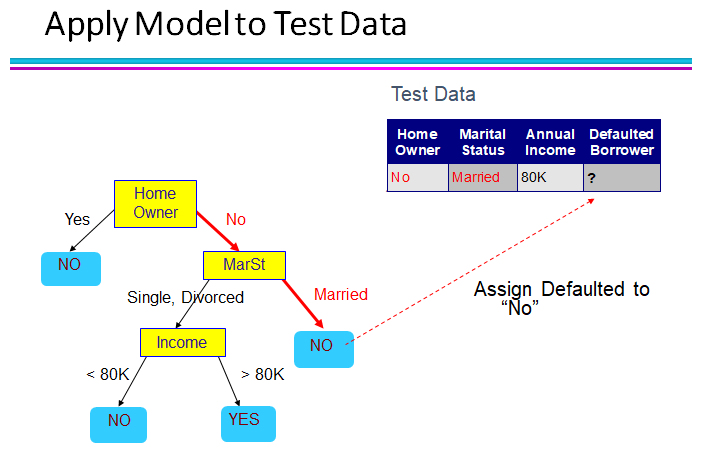 Apply Model to Test Data
Test Data
Home Owner Marital Status Annual Income Defaulted Borrower
No Married 80K ?
Home
Owner
Yes
No
NO
MarSt
Single, Divorced
Married
Assign Defaulted to
“No”
Income
NO
< 80K
> 80K
NO
YES